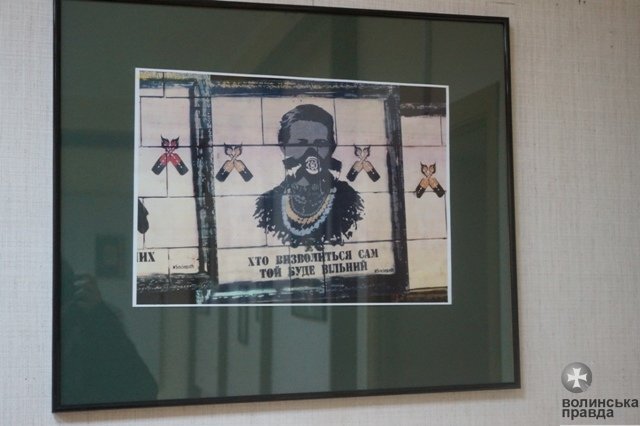 ИХ
ХТО ВИЗВОЛИТЬСЯ САМ
ТОЙ БУДЕ ВІЛЬНИЙ
волинська
правда